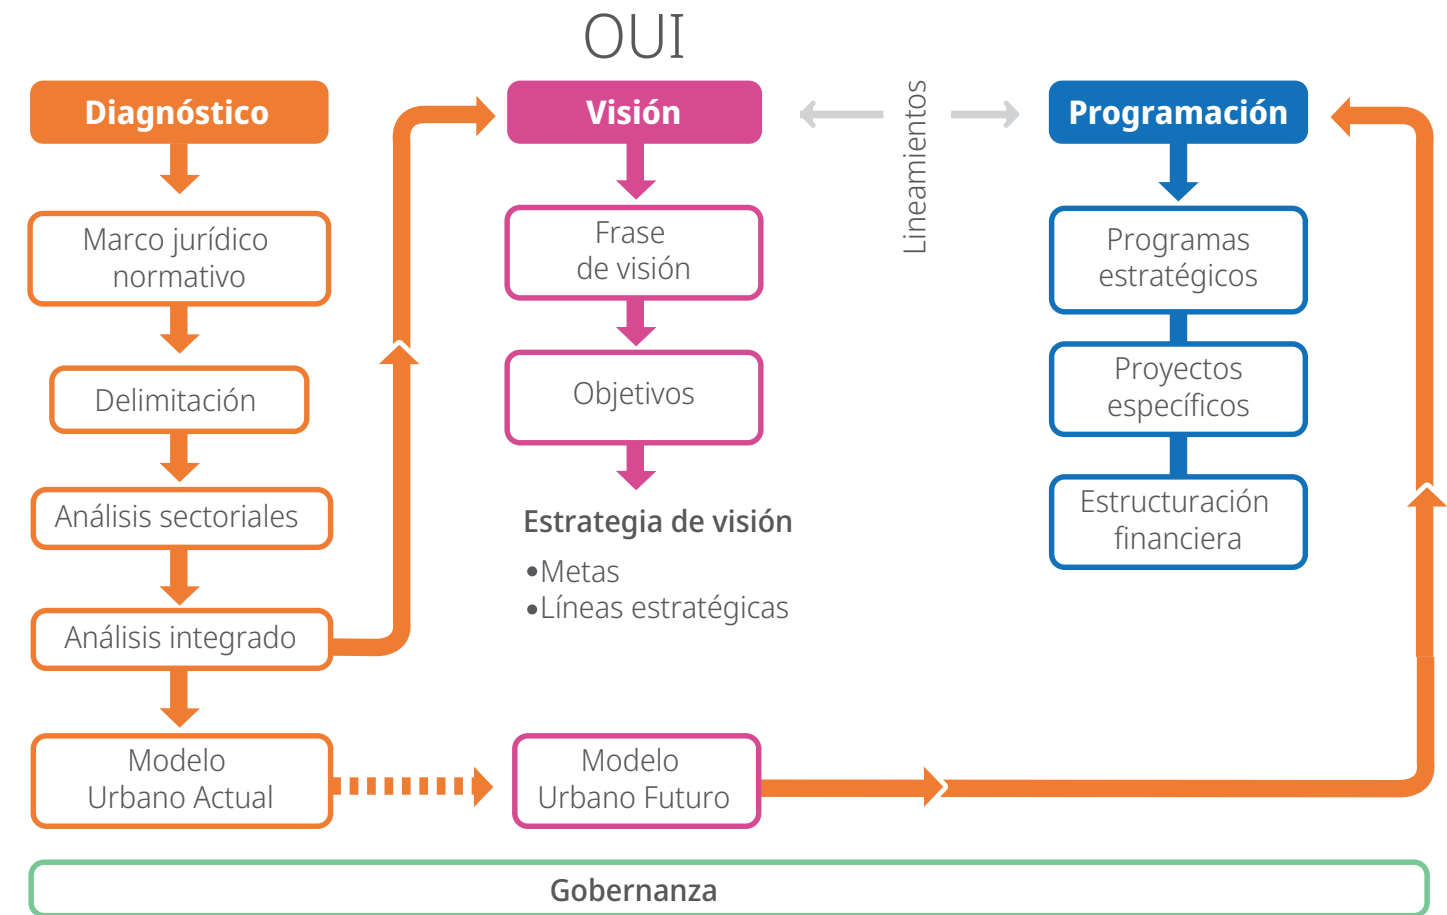 OUI
Diagnóstico
Marco jurídico
normativo
Delimitación
Análisis sectoriales
Análisis integrado
Modelo
Urbano Actual
Visión
Frase
de visión
Objetivos
Estrategia de visión
•Metas
•Líneas estratégicas
Modelo
Urbano Futuro
Lineamientos
Programación
Programas
estratégicos
Proyectos
específicos
Estructuración
financiera
Gobernanza